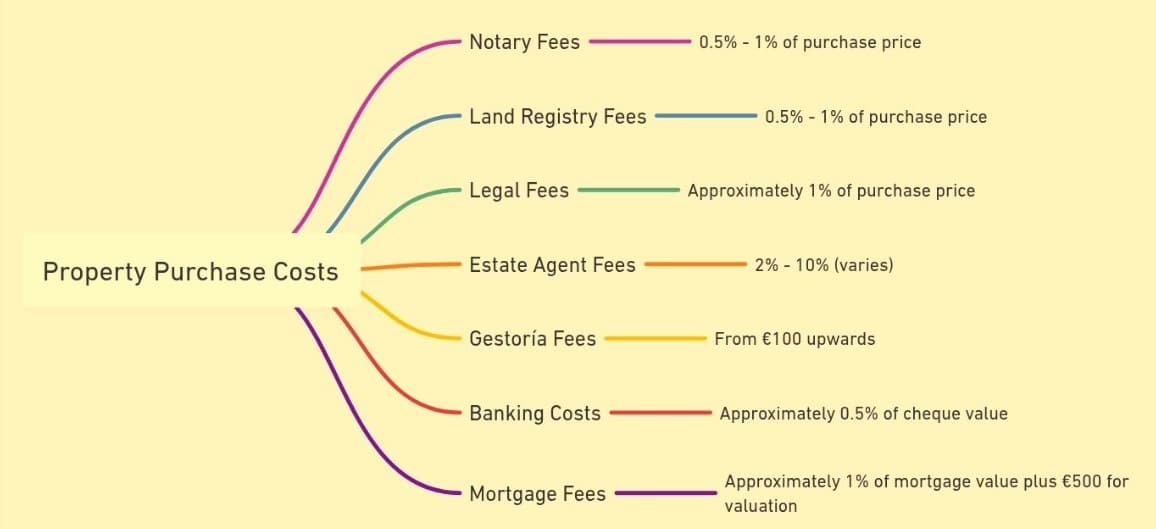 Property Purchase Costs
Notary Fees
0.5% - 1% of purchase price
Land Registry Fees
0.5% - 1% of purchase price
Legal Fees
Approximately 1% of purchase price
Estate Agent Fees
2% - 10% (varies)
Gestoría Fees
From €100 upwards
Banking Costs
Approximately 0.5% of cheque value
Mortgage Fees
Approximately 1% of mortgage value plus €500 for
valuation